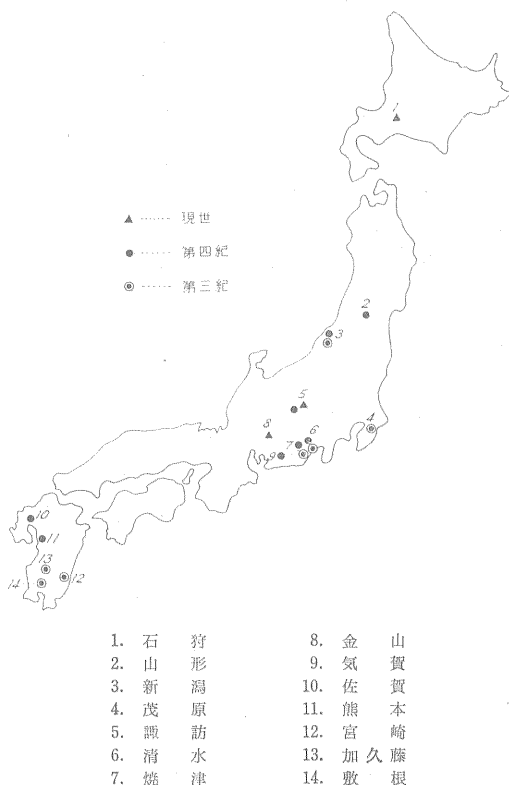 1
▲ …… 現世
● …… 第四紀
◉ …… 第三紀
2
3
5
4
8
6
7
9
10
11
13
14
12
1. 石狩
2. 山形
3. 新潟
4. 茂原
5. 諏訪
6. 清水
7. 焼津
8. 金山
9. 気賀
10. 佐賀
11. 熊本
12. 宮崎
13. 加久藤
14. 敷根